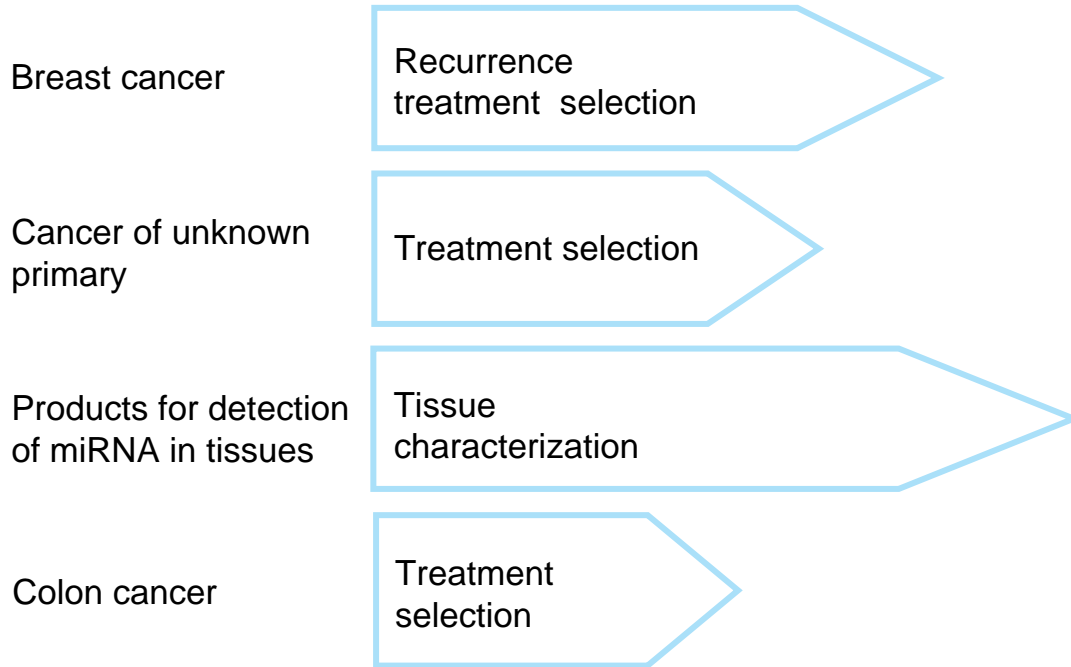 Breast cancer
Recurrence
treatment  selection
Cancer of unknown
primary
Treatment selection
Products for detection
of miRNA in tissues
Tissue
characterization
Colon cancer
Treatment
selection